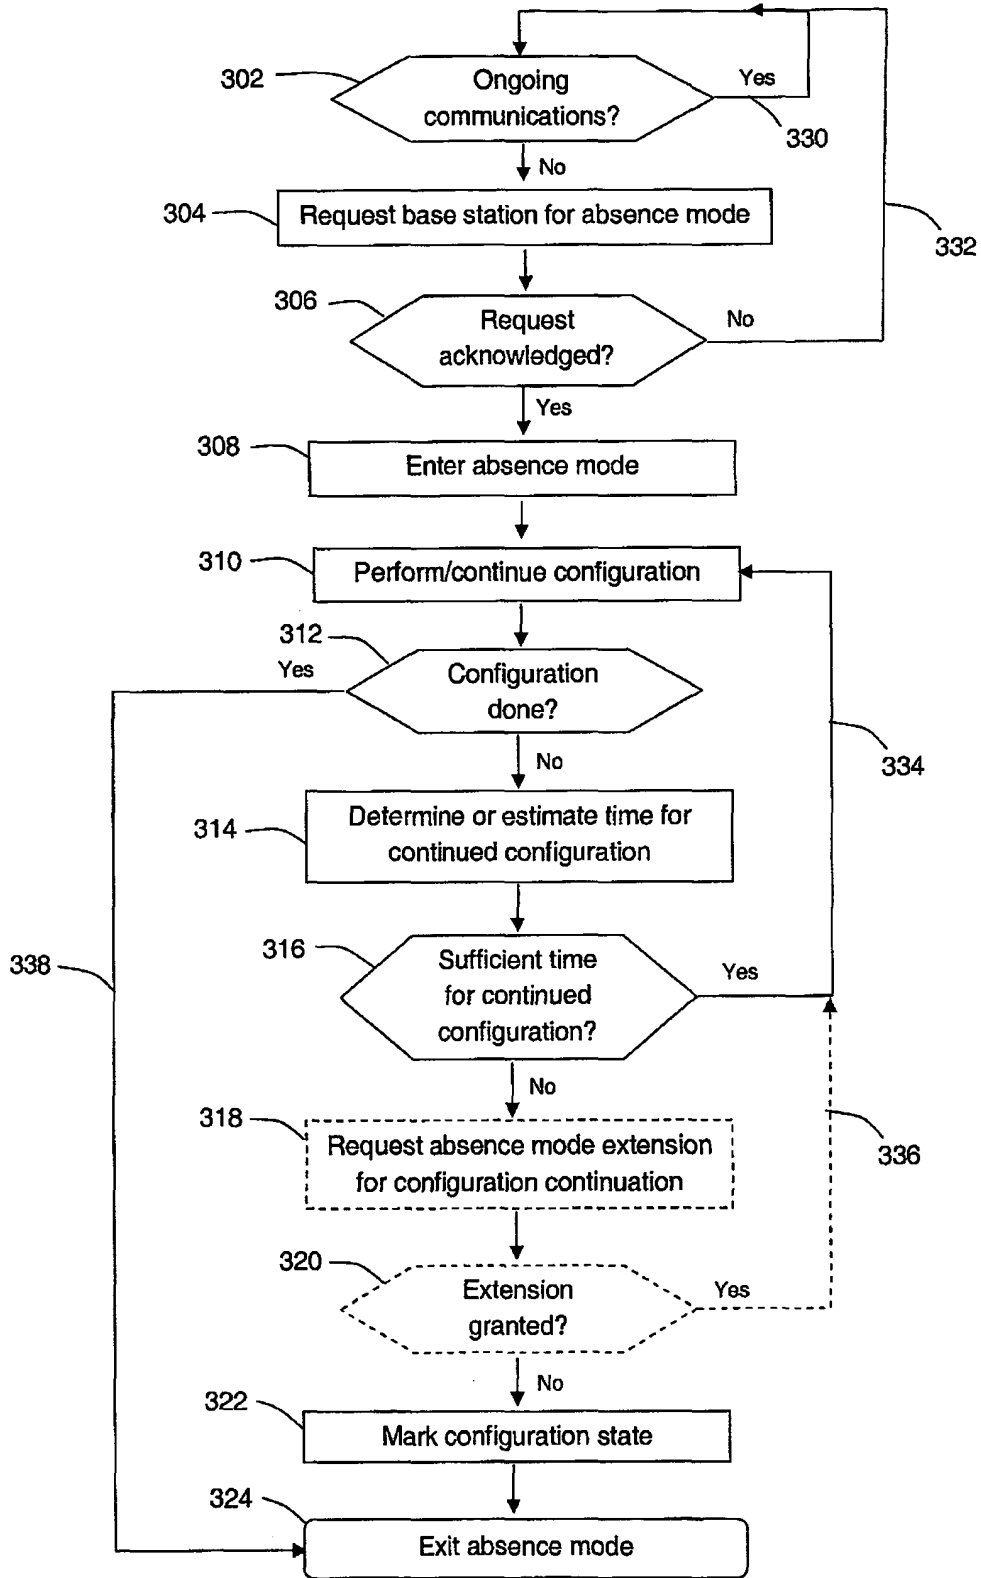 302
Ongoing
communications?
Yes
330
No
304
Request base station for absence mode
332
306
Request
acknowledged?
No
Yes
308
Enter absence mode
310
Perform/continue configuration
312
Yes
Configuration
done?
334
No
314
Determine or estimate time for
continued configuration
338
316
Sufficient time
for continued
configuration?
Yes
No
318
Request absence mode extension
for configuration continuation
336
320
Extension
granted?
Yes
No
322
Mark configuration state
324
Exit absence mode